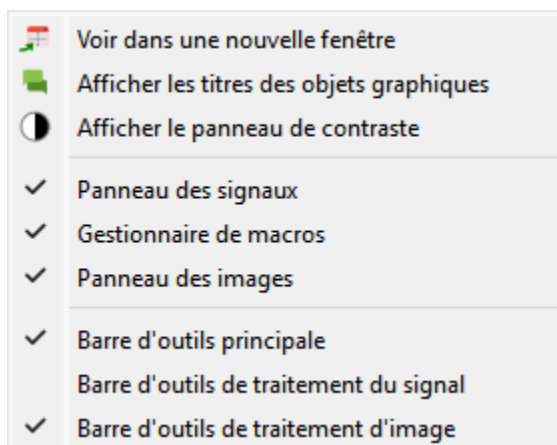 Voir dans une nouvelle fenêtre
Afficher les titres des objets graphiques
Afficher le panneau de contraste
Panneau des signaux
Gestionnaire de macros
Panneau des images
Barre d'outils principale
Barre d'outils de traitement du signal
Barre d'outils de traitement d'image